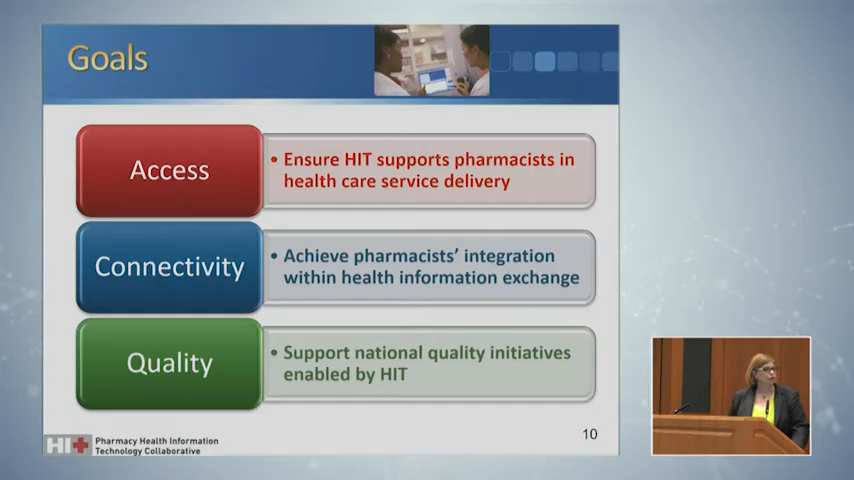 Goals
Access
• Ensure HIT supports pharmacists in
health care service delivery
Connectivity
• Achieve pharmacists’ integration
within health information exchange
Quality
• Support national quality initiatives
enabled by HIT
HIT
Pharmacy Health Information
Technology Collaborative
10